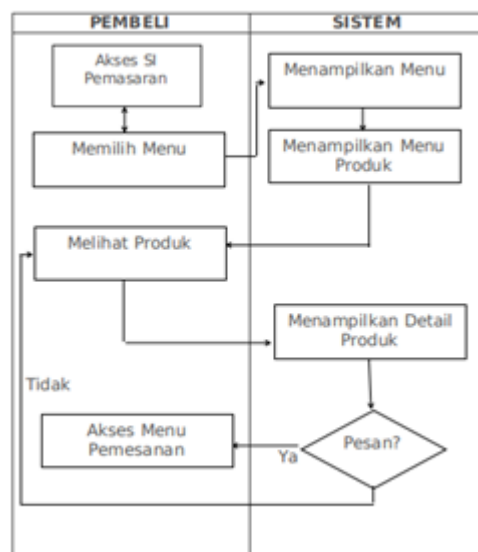 PEMBELI
SISTEM
Akses SI
Pemasaran
Menampilkan Menu
Memilih Menu
Menampilkan Menu
Produk
Melihat Produk
Menampilkan Detail
Produk
Tidak
Akses Menu
Pemesanan
Pesan?
Ya